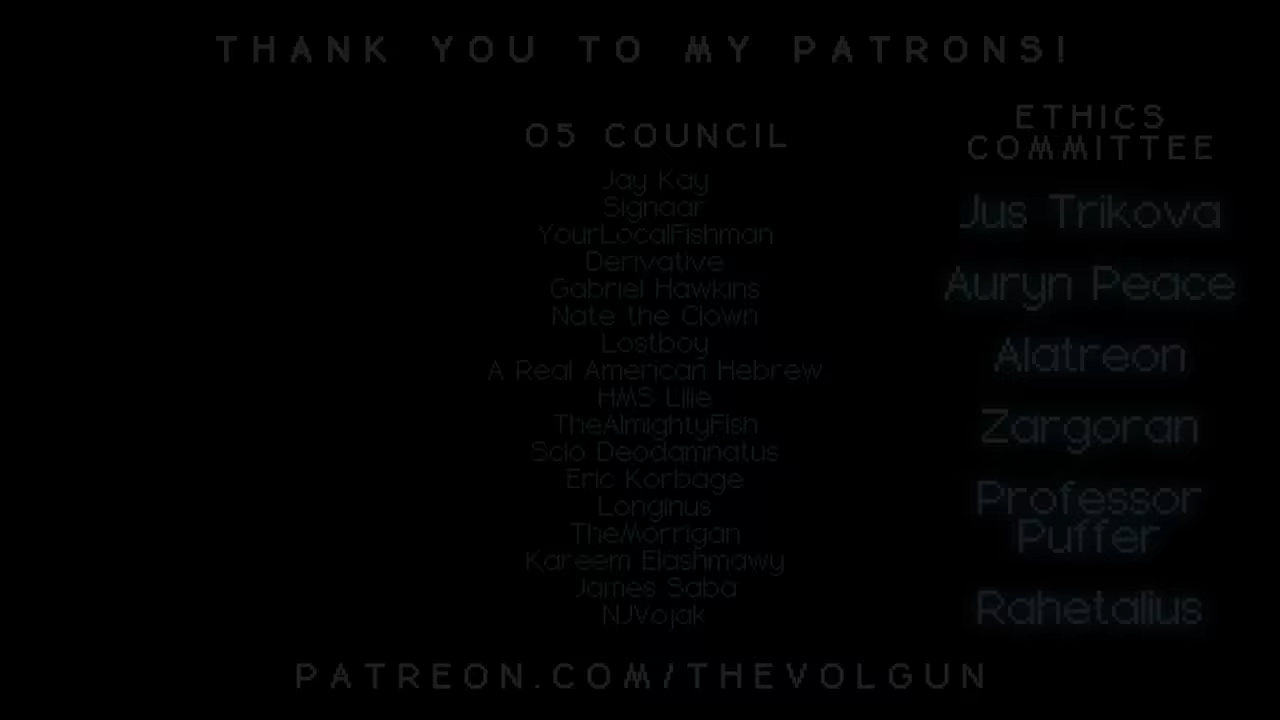 THANK YOU TO MY PATRONS!
O5 COUNCIL
Jay Kay
Signaar
YourLocalFishman
Derivative
Gabriel Hawkins
Nate the Clown
Lostboy
A Real American Hebrew
HMS Lilie
TheAlmightyFish
Scio Deodamnatus
Eric Korbage
Longinus
TheMorrigan
Kareem Elashmawy
James Saba
NJVojak
ETHICS
COMMITTEE
Jus Trikova
Auryn Peace
Alatreon
Zargoran
Professor
Puffer
Rahetalius
PATREON.COM/THEVOLGUN